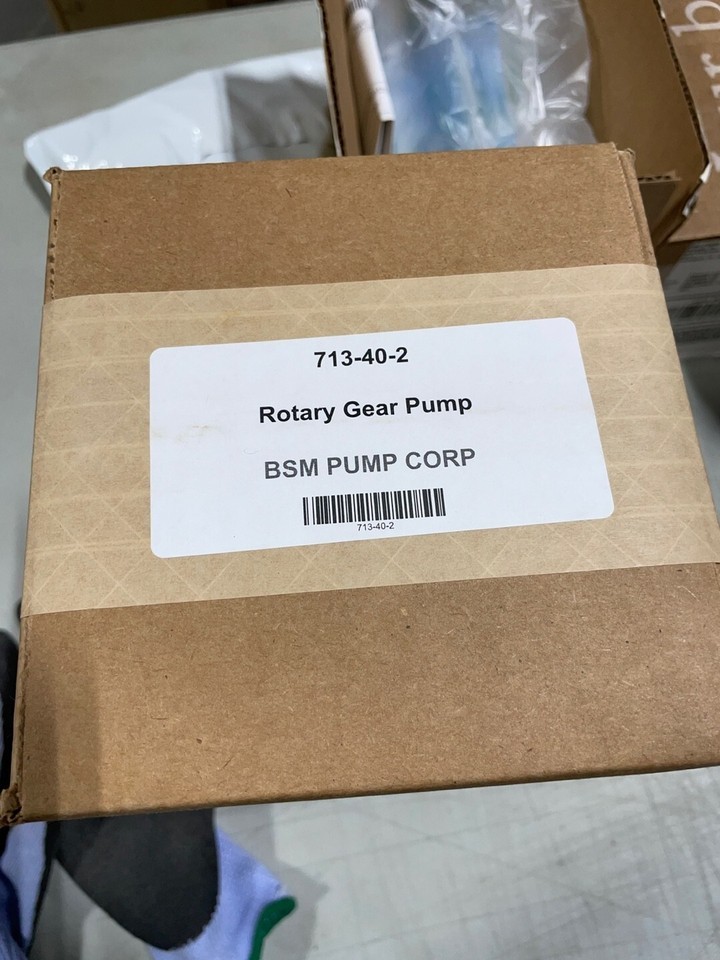 713-40-2
Rotary Gear Pump
BSM PUMP CORP
713-40-2